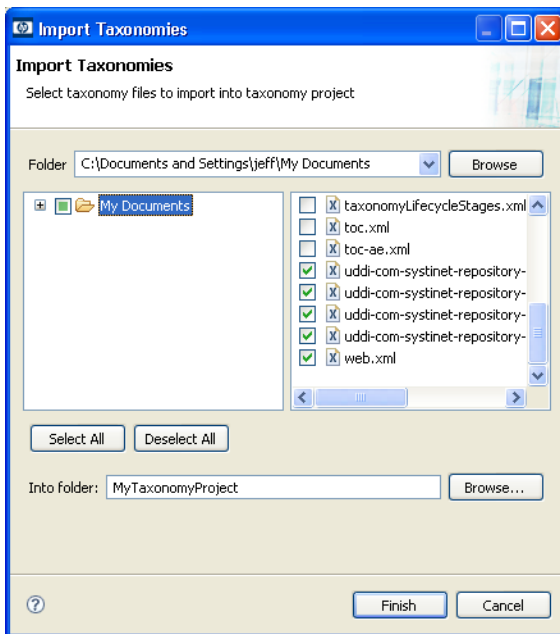 Import Taxonomies
Import Taxonomies
Select taxonomy files to import into taxonomy project
Folder C:\Documents and Settings\jeff\My Documents Browse
My Documents
taxonomyLifecycleStages.xml
toc.xml
toc-ae.xml
uddi-com-systinet-repository-
uddi-com-systinet-repository-
uddi-com-systinet-repository-
uddi-com-systinet-repository-
web.xml
Select All Deselect All
Into folder: MyTaxonomyProject Browse...
Finish Cancel